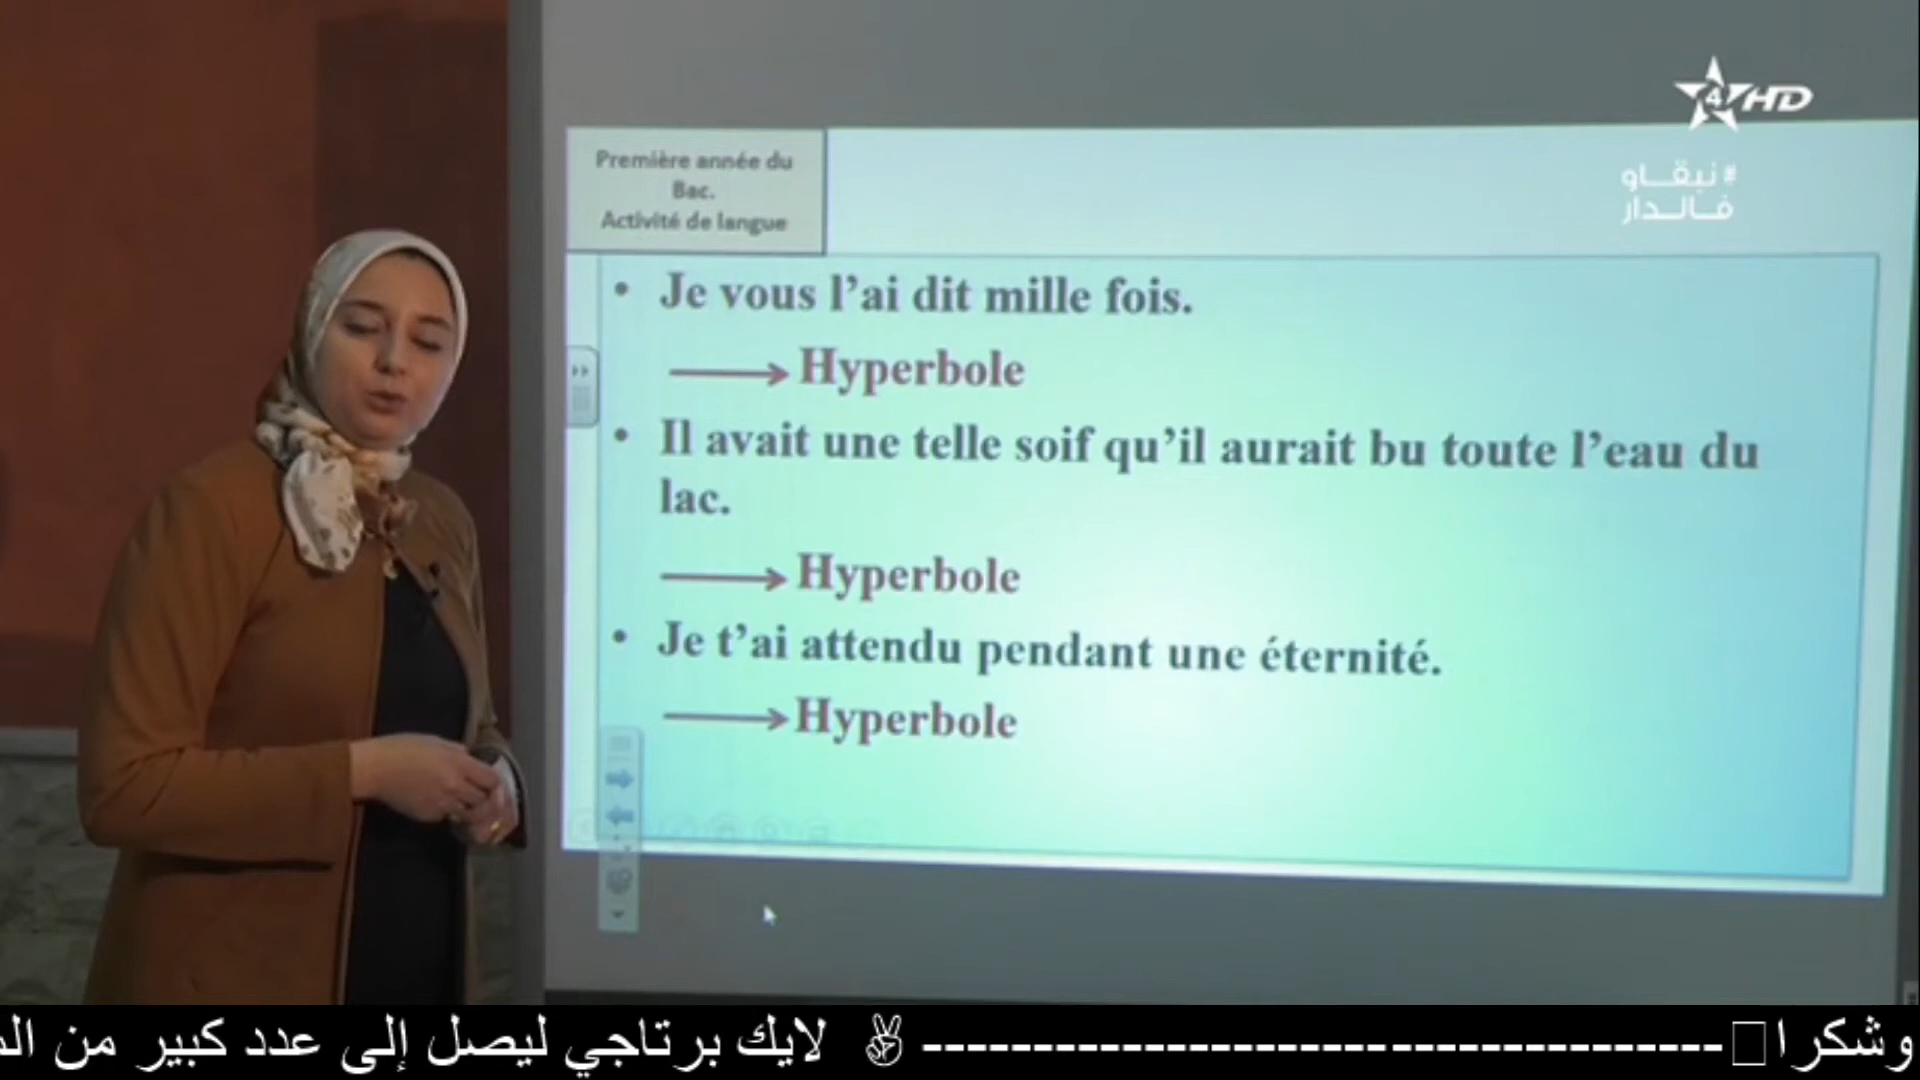 4 HD
#نبقاو
فالدار
Première année du
Bac.
Activité de langue
• Je vous l’ai dit mille fois.
Hyperbole
• Il avait une telle soif qu’il aurait bu toute l’eau du
lac.
Hyperbole
• Je t’ai attendu pendant une éternité.
Hyperbole
وشكرا ------------------------------------ ✌ لايك برتاجي ليصل إلى عدد كبير من